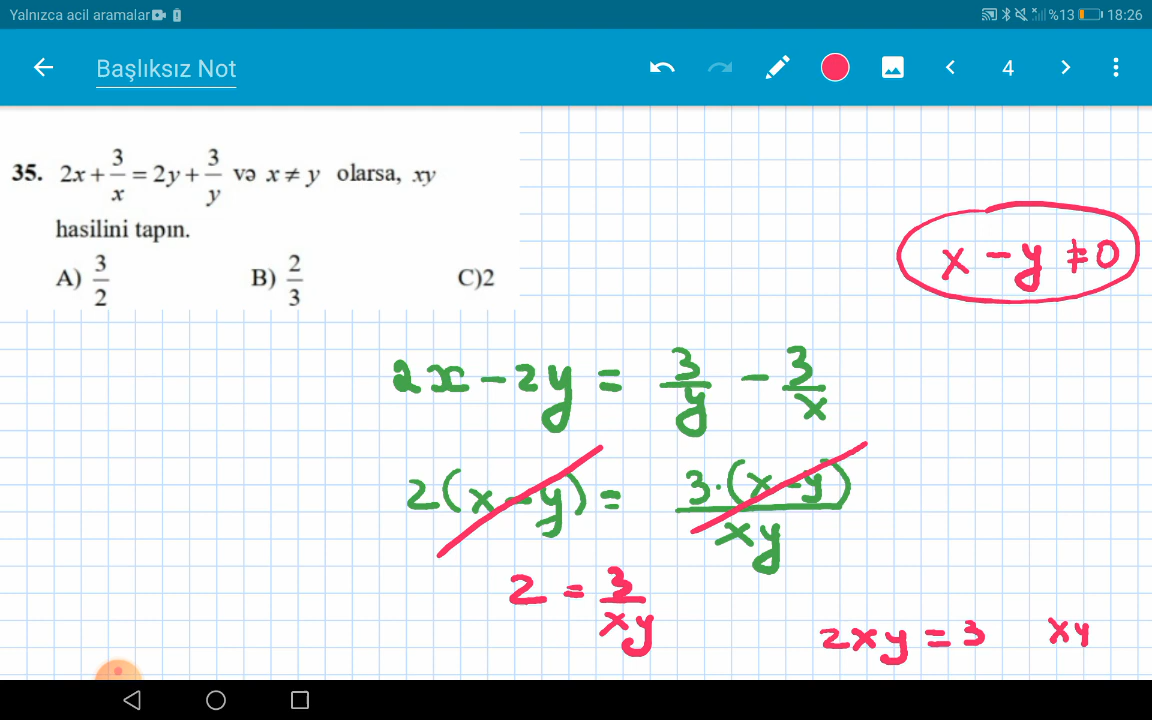 Yalnızca acil aramalar %13 18:26
Başlıksız Not 4
35. 2x + 3/x = 2y + 3/y və x ≠ y olarsa, xy
hasilini tapın.
A) 3/2 B) 2/3 C)2
x - y ≠ 0
2x - 2y = 3/y - 3/x
2(x - y) = 3·(x - y)/xy
2 = 3/xy
2xy = 3 xy